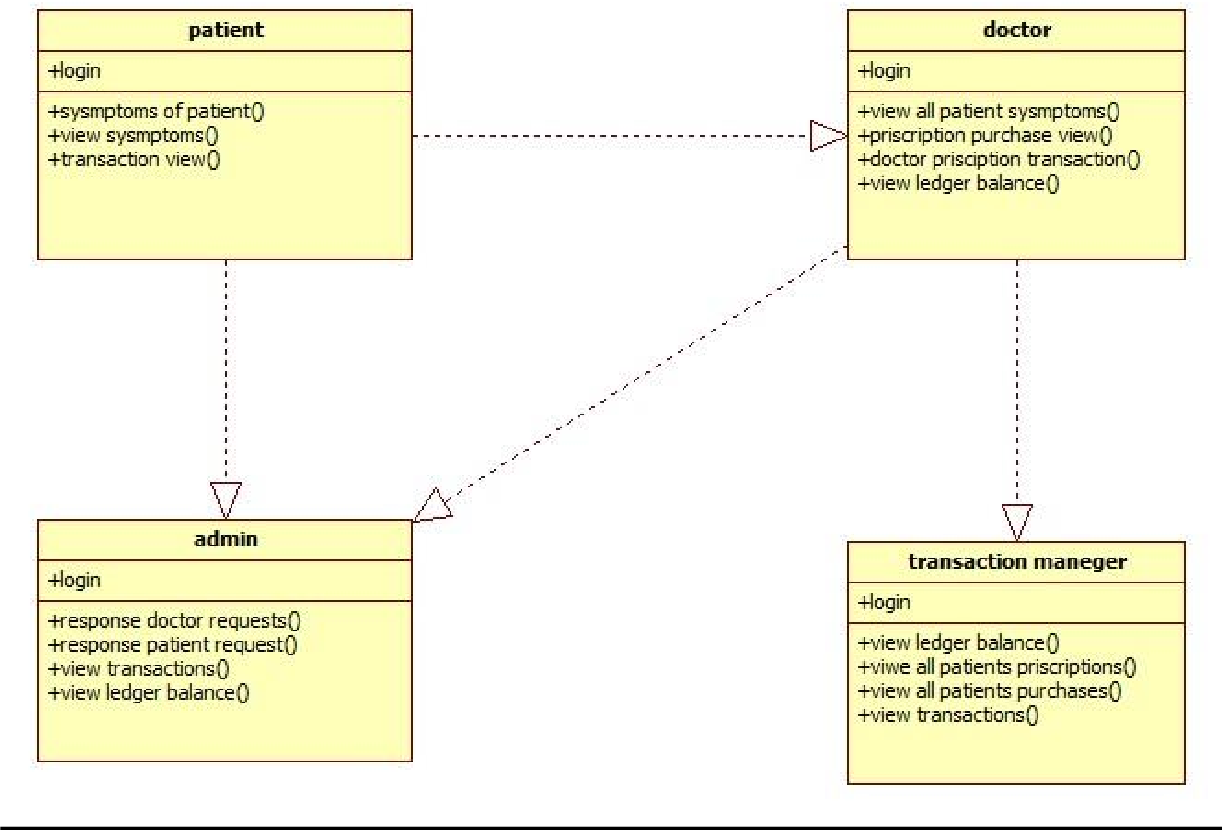 patient
+login
+sysmptoms of patient()
+view sysmptoms()
+transaction view()
doctor
+login
+view all patient sysmptoms()
+priscription purchase view()
+doctor prisciption transaction()
+view ledger balance()
admin
+login
+response doctor requests()
+response patient request()
+view transactions()
+view ledger balance()
transaction maneger
+login
+view ledger balance()
+viwe all patients priscriptions()
+view all patients purchases()
+view transactions()